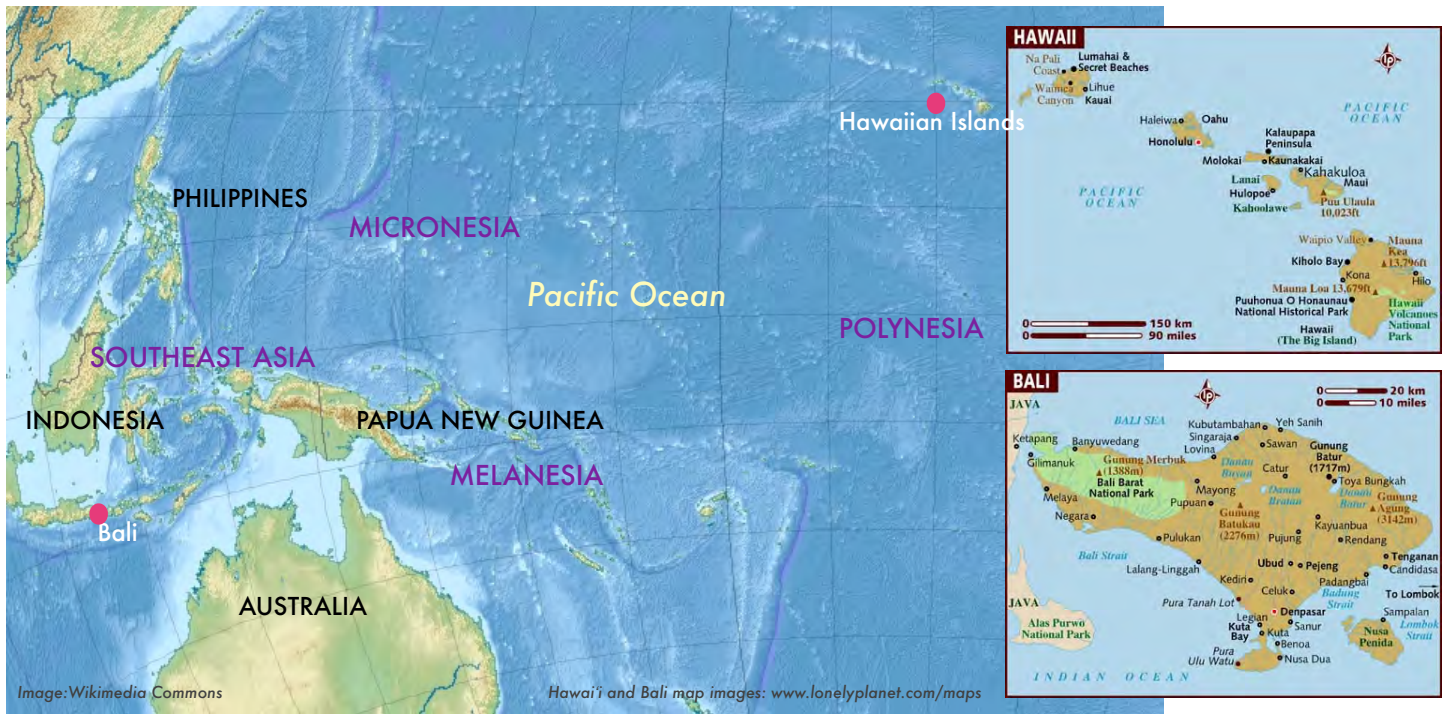 Hawaiian Islands
PHILIPPINES
MICRONESIA
Pacific Ocean
POLYNESIA
SOUTHEAST ASIA
INDONESIA
PAPUA NEW GUINEA
MELANESIA
Bali
AUSTRALIA
Image:Wikimedia Commons
Hawai'i and Bali map images: www.lonelyplanet.com/maps
HAWAII
lp
Na Pali
Coast
Lumahai &
Secret Beaches
Waimea
Canyon
Lihue
Kauai
PACIFIC
OCEAN
Haleiwa
Oahu
Honolulu
Kalaupapa
Peninsula
Molokai
Kaunakakai
Kahakuloa
Lanai
Maui
Hulopoe
Puu Ulaula
10,023ft
Kahoolawe
PACIFIC
OCEAN
Waipio Valley
Mauna
Kea
13,796ft
Kiholo Bay
Kona
Hilo
Mauna Loa 13,679ft
Puuhonua O Honaunau
National Historical Park
Hawaii
Volcanoes
National
Park
Hawaii
(The Big Island)
0 150 km
0 90 miles
BALI
lp
0 20 km
0 10 miles
JAVA
BALI SEA
Kubutambahan
Yeh Sanih
Singaraja
Sawan
Ketapang
Banyuwedang
Lovina
Gunung
Batur
(1717m)
Gilimanuk
Gunung Merbuk
(1388m)
Danau
Buyan
Catur
Bali Barat
National Park
Toya Bungkah
Melaya
Mayong
Danau
Bratan
Danau
Batur
Gunung
Agung
(3142m)
Pupuan
Negara
Gunung
Batukau
(2276m)
Kayuanbua
Pulukan
Pujung
Rendang
Bali Strait
Lalang-Linggah
Ubud
Pejeng
Tenganan
Candidasa
Kediri
Padangbai
Celuk
Badung
Strait
To Lombok
Pura Tanah Lot
JAVA
Legian
Denpasar
Sampalan
Alas Purwo
National Park
Kuta
Bay
Kuta
Sanur
Lombok
Strait
Benoa
Nusa
Penida
Pura
Ulu Watu
Nusa Dua
INDIAN OCEAN